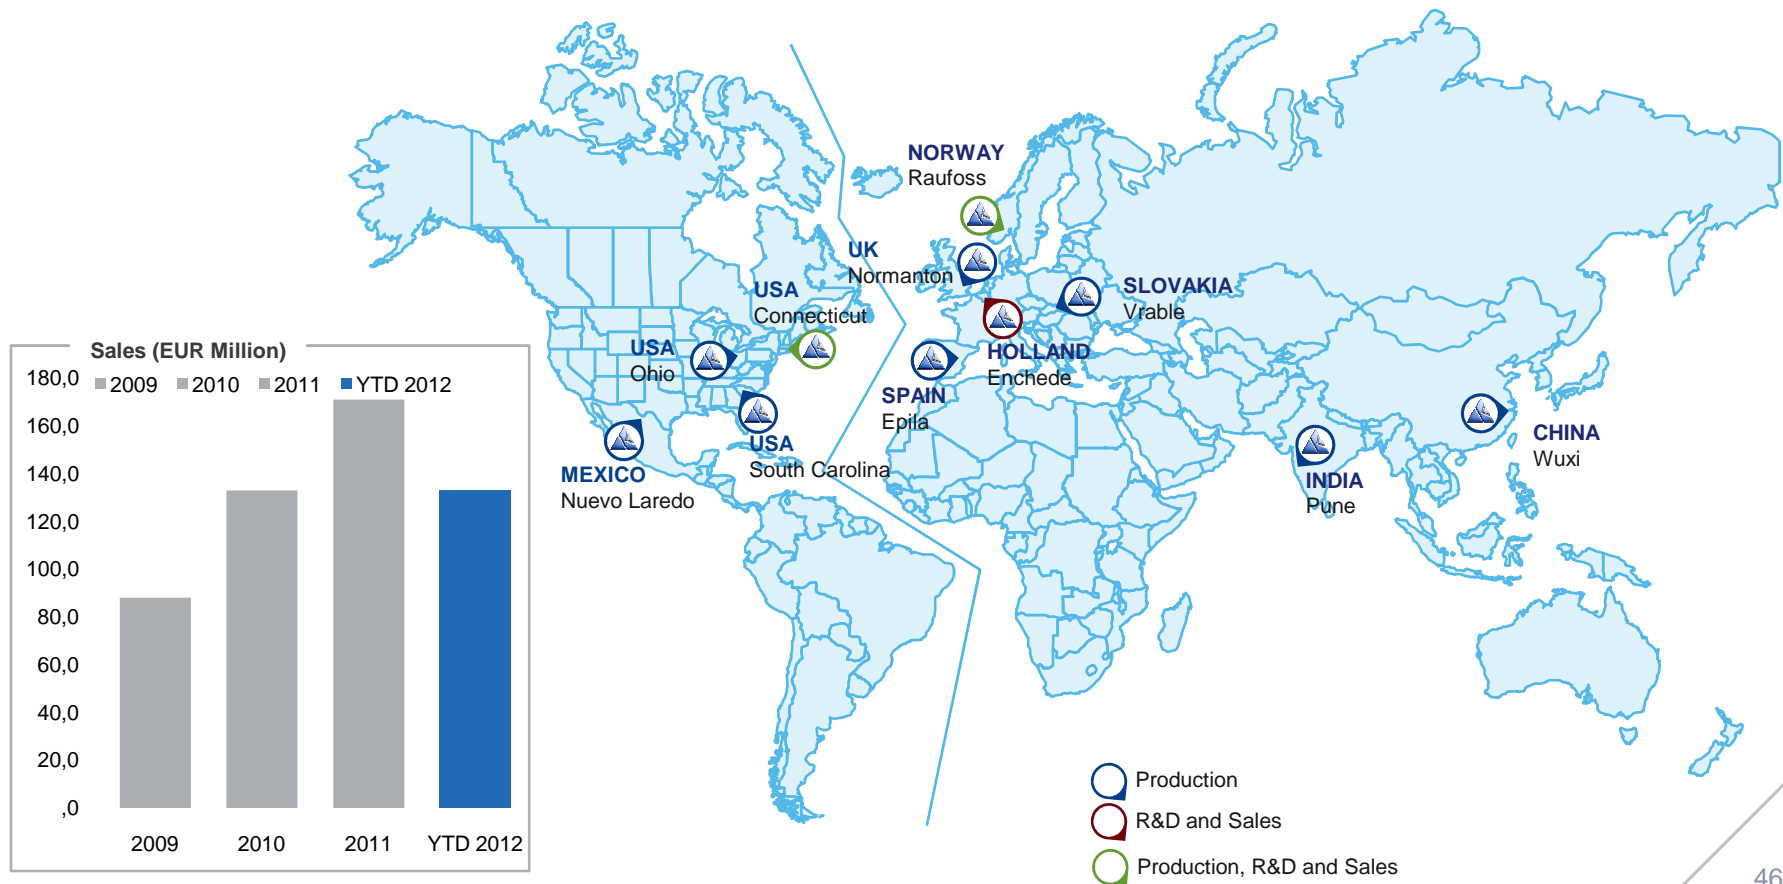 NORWAY
Raufoss
UK
Normanton
USA
Connecticut
SLOVAKIA
Vrable
USA
Ohio
HOLLAND
Enchede
SPAIN
Epila
USA
South Carolina
MEXICO
Nuevo Laredo
CHINA
Wuxi
INDIA
Pune
Sales (EUR Million)
2009 2010 2011 YTD 2012
180,0
160,0
140,0
120,0
100,0
80,0
60,0
40,0
20,0
,0
2009 2010 2011 YTD 2012
Production
R&D and Sales
Production, R&D and Sales
46